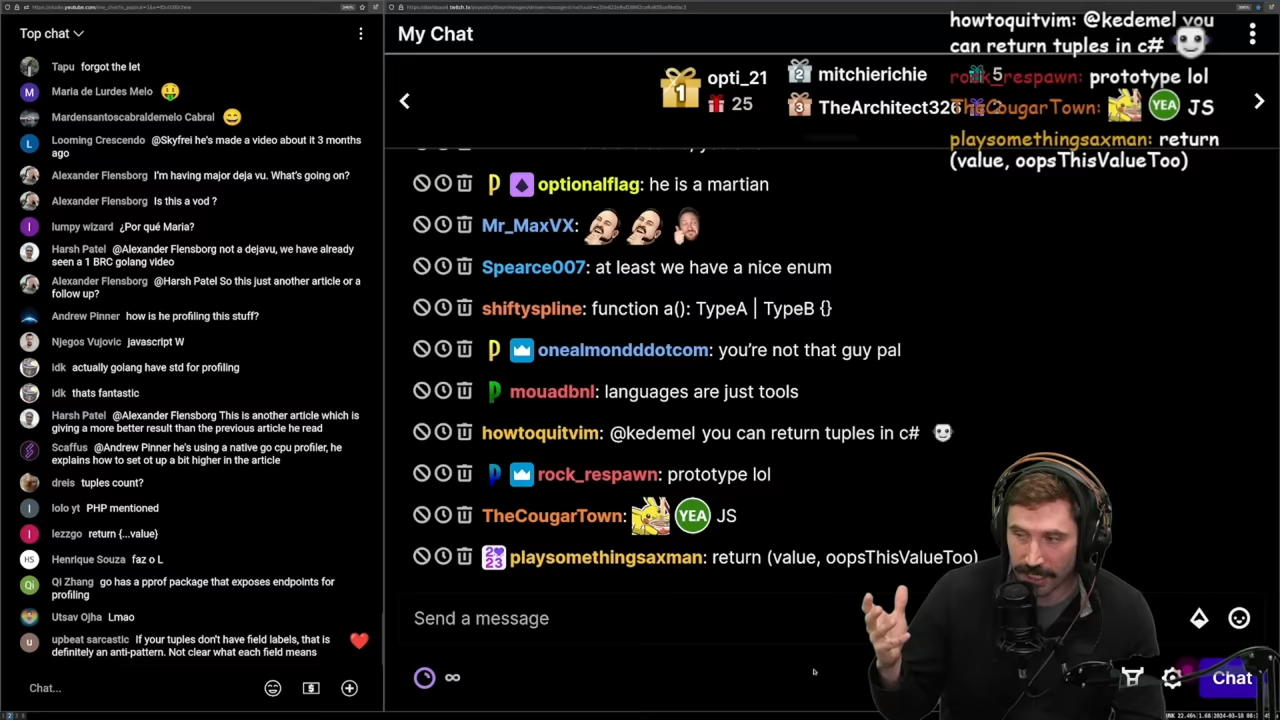 Top chat
Tapu forgot the let
Maria de Lurdes Melo
Mardensantoscabraldemelo Cabral
Looming Crescendo @Skyfrei he's made a video about it 3 months
ago
Alexander Flensborg I'm having major deja vu. What's going on?
Alexander Flensborg Is this a vod ?
lumpy wizard ¿Por qué Maria?
Harsh Patel @Alexander Flensborg not a dejavu, we have already
seen a 1 BRC golang video
Alexander Flensborg @Harsh Patel So this just another article or a
follow up?
Andrew Pinner how is he profiling this stuff?
Njegos Vujovic javascript W
idk actually golang have std for profiling
idk thats fantastic
Harsh Patel @Alexander Flensborg This is another article which is
giving a more better result than the previous article he read
Scaffus @Andrew Pinner he's using a native go cpu profiler, he
explains how to set ot up a bit higher in the article
dreis tuples count?
lolo yt PHP mentioned
lezzgo return {...value}
HS Henrique Souza faz o L
Qi Qi Zhang go has a pprof package that exposes endpoints for
profiling
Utsav Ojha Lmao
upbeat sarcastic If your tuples don't have field labels, that is
definitely an anti-pattern. Not clear what each field means
Chat...
My Chat
1 opti_21
25
2 mitchierichie
5
3 TheArchitect326
optionalflag: he is a martian
Mr_MaxVX:
Spearce007: at least we have a nice enum
shiftyspline: function a(): TypeA | TypeB {}
onealmondddotcom: you're not that guy pal
mouadbnl: languages are just tools
howtoquitvim: @kedemel you can return tuples in c#
rock_respawn: prototype lol
TheCougarTown: YEA JS
2023 playsomethingsaxman: return (value, oopsThisValueToo)
Send a message
∞
Chat
howtoquitvim: @kedemel you
can return tuples in c#
rock_respawn: prototype lol
TheCougarTown: YEA JS
playsomethingsaxman: return
(value, oopsThisValueToo)